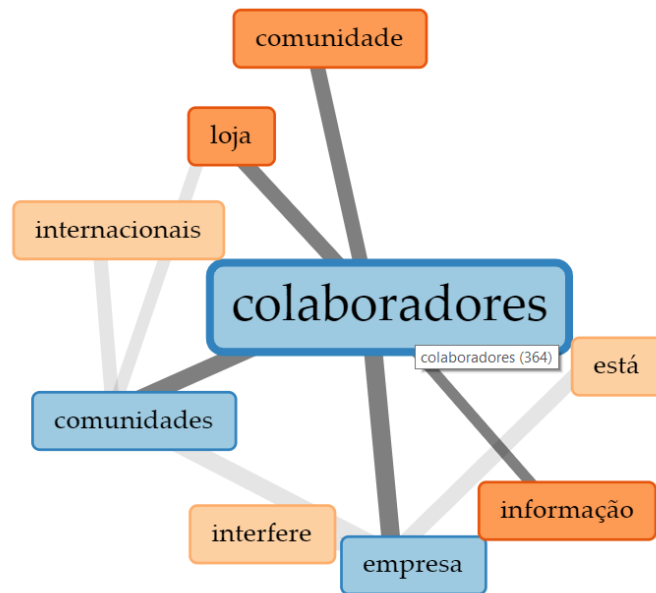 comunidade
loja
internacionais
colaboradores
colaboradores (364)
está
comunidades
informação
interfere
empresa